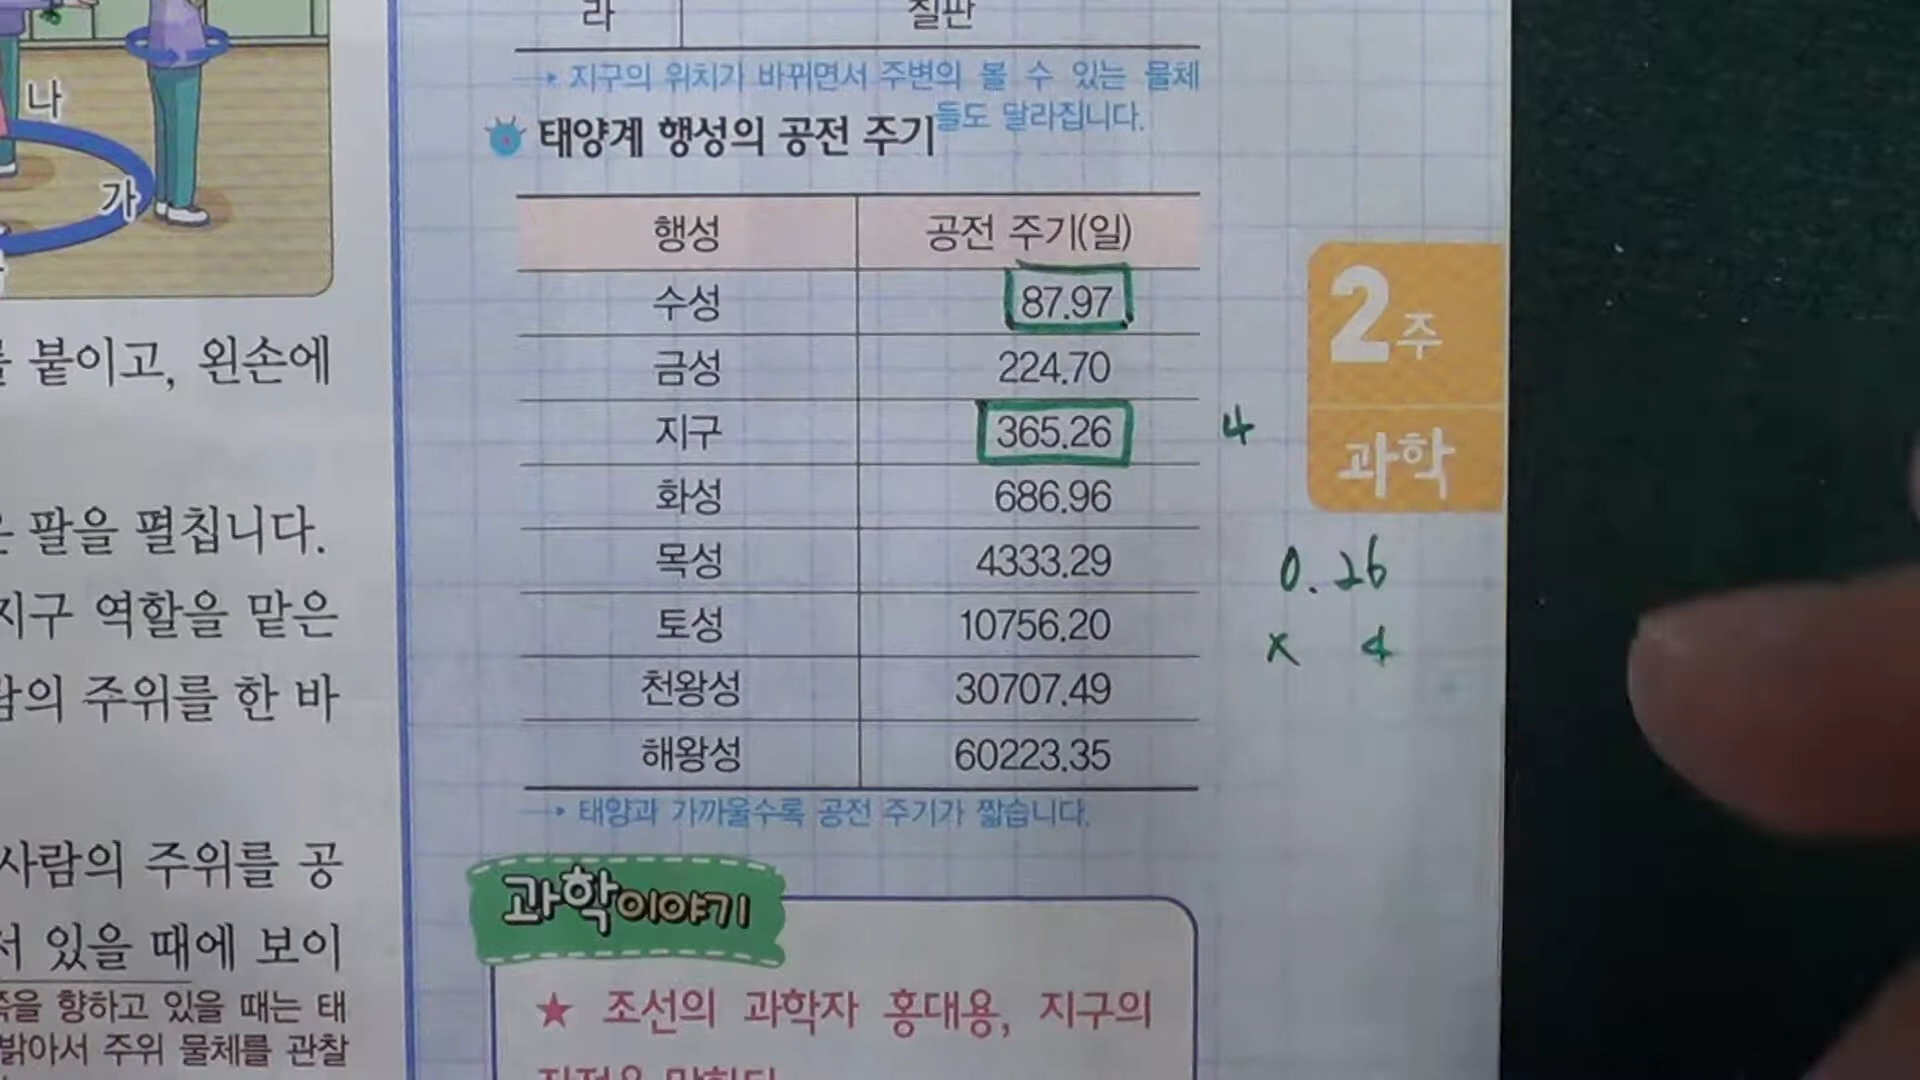 나
가
를 붙이고, 왼손에
팔을 펼칩니다.
지구 역할을 맡은
람의 주위를 한 바
사람의 주위를 공
서 있을 때에 보이
쪽을 향하고 있을 때는 태
밝아서 주위 물체를 관찰
라 칠판
→ 지구의 위치가 바뀌면서 주변의 볼 수 있는 물체
들도 달라집니다.
태양계 행성의 공전 주기
행성 공전 주기(일)
수성 87.97
금성 224.70
지구 365.26 4
화성 686.96
목성 4333.29
토성 10756.20
천왕성 30707.49
해왕성 60223.35
→ 태양과 가까울수록 공전 주기가 짧습니다.
과학이야기
★ 조선의 과학자 홍대용, 지구의
2주
과학
0.26
× 4